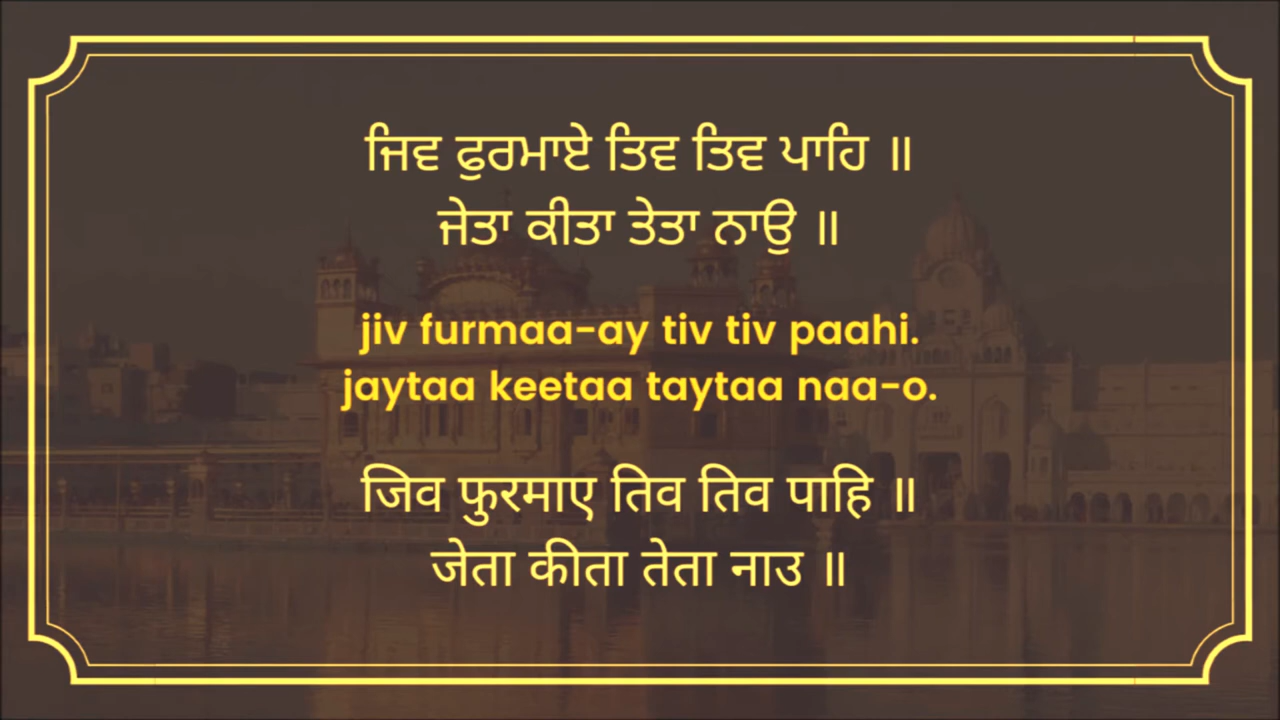 ਜਿਵ ਫੁਰਮਾਏ ਤਿਵ ਤਿਵ ਪਾਹਿ ॥
ਜੇਤਾ ਕੀਤਾ ਤੇਤਾ ਨਾਉ ॥
jiv furmaa-ay tiv tiv paahi.
jaytaa keetaa taytaa naa-o.
जिव फुरमाए तिव तिव पाहि ॥
जेता कीता तेता नाउ ॥